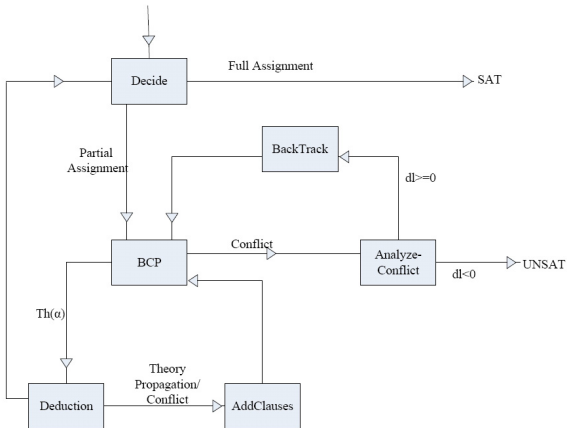 Decide
Full Assignment
SAT
BackTrack
Partial
Assignment
dl>=0
BCP
Conflict
Analyze-
Conflict
dl<0
UNSAT
Th(α)
Deduction
Theory
Propagation/
Conflict
AddClauses